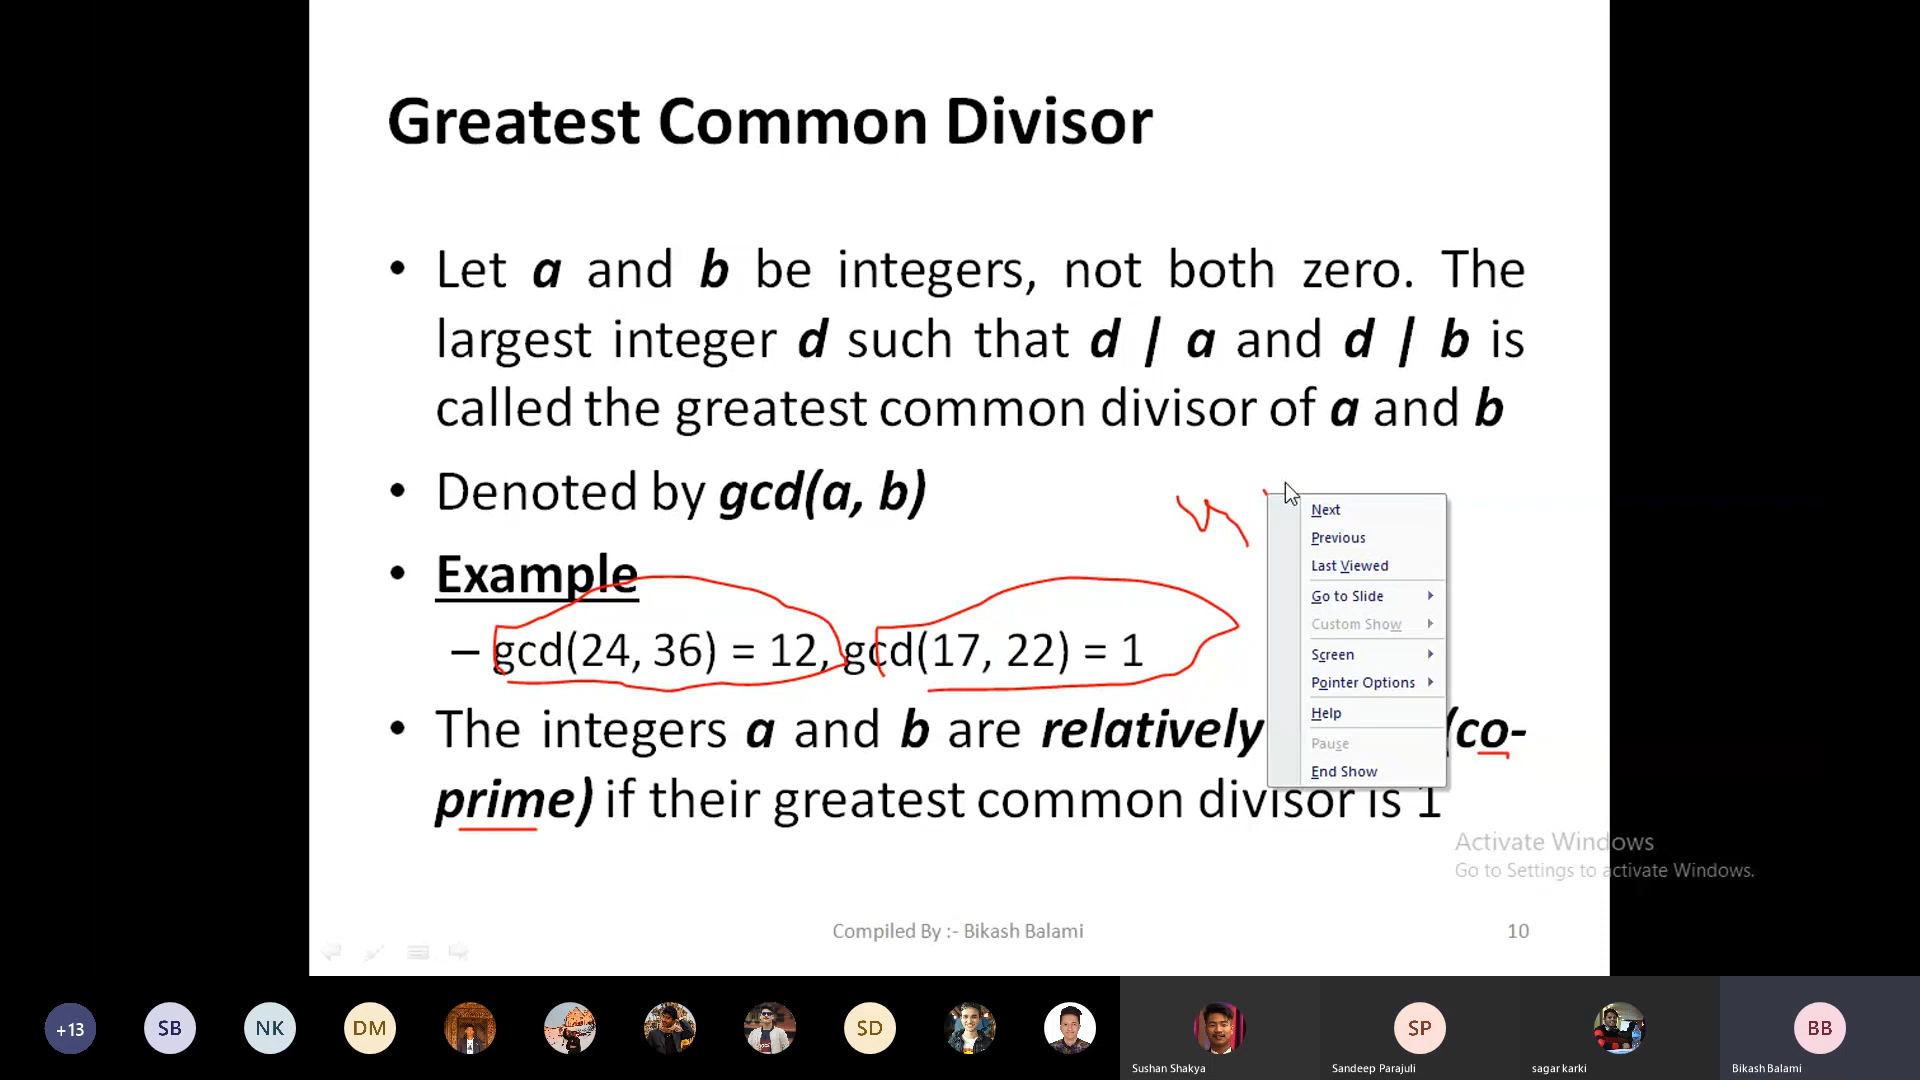 Greatest Common Divisor
• Let a and b be integers, not both zero. The
largest integer d such that d | a and d | b is
called the greatest common divisor of a and b
• Denoted by gcd(a, b)
• Example
– gcd(24, 36) = 12, gcd(17, 22) = 1
• The integers a and b are relatively (co-
prime) if their greatest common divisor is 1
Next
Previous
Last Viewed
Go to Slide
Custom Show
Screen
Pointer Options
Help
Pause
End Show
Activate Windows
Go to Settings to activate Windows.
Compiled By :- Bikash Balami 10
+13 SB NK DM SD SP BB
Sushan Shakya Sandeep Parajuli sagar karki Bikash Balami